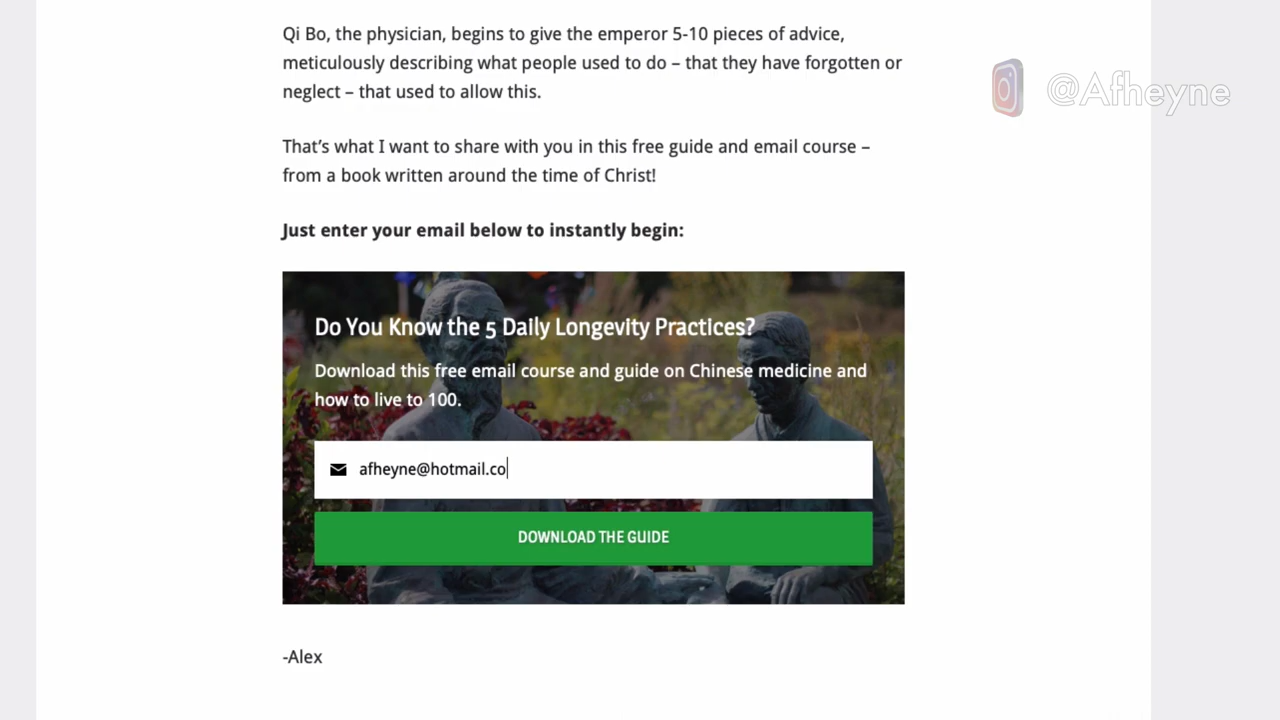 Qi Bo, the physician, begins to give the emperor 5-10 pieces of advice,
meticulously describing what people used to do – that they have forgotten or
neglect – that used to allow this.
@Afheyne
That’s what I want to share with you in this free guide and email course –
from a book written around the time of Christ!
Just enter your email below to instantly begin:
Do You Know the 5 Daily Longevity Practices?
Download this free email course and guide on Chinese medicine and
how to live to 100.
afheyne@hotmail.co
DOWNLOAD THE GUIDE
-Alex